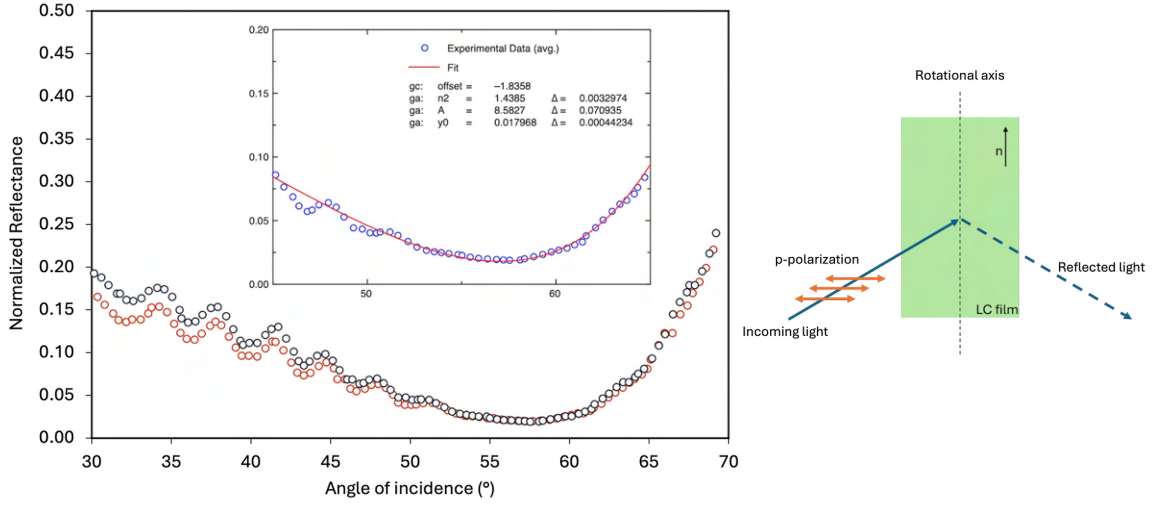 Normalized Reflectance
0.50
0.45
0.40
0.35
0.30
0.25
0.20
0.15
0.10
0.05
0.00
30 35 40 45 50 55 60 65 70
Angle of incidence (°)
0.20
0.15
0.10
0.05
0.00
50 60
Experimental Data (avg.)
Fit
gc: offset = −1.8358
ga: n2 = 1.4385 Δ = 0.0032974
ga: A = 8.5827 Δ = 0.070935
ga: y0 = 0.017968 Δ = 0.00044234
Rotational axis
n
p-polarization
Reflected light
LC film
Incoming light